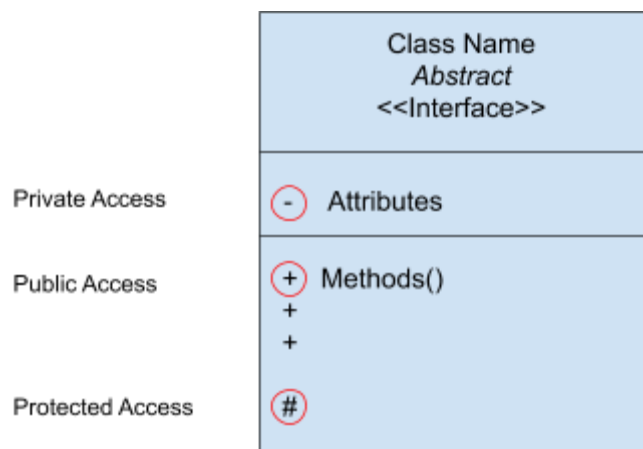 Class Name
Abstract
<<Interface>>
Private Access - Attributes
Public Access + Methods()
+
+
Protected Access #